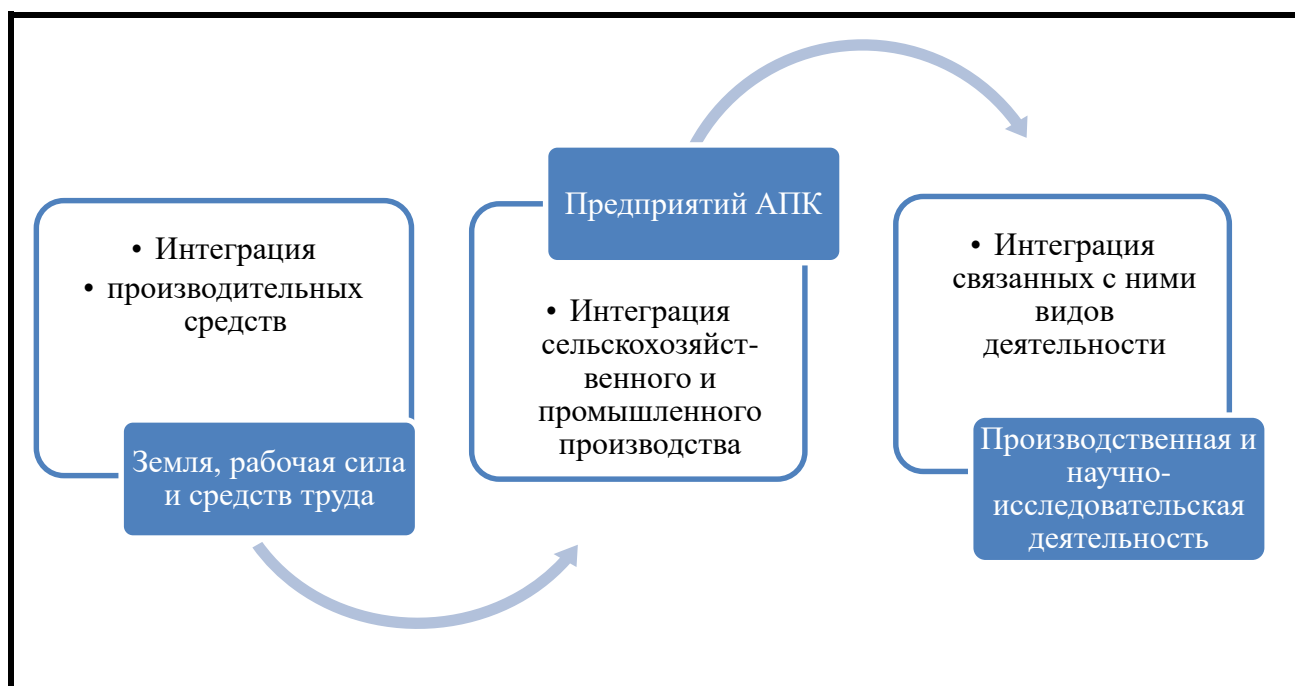 • Интеграция
• производительных
средств
Земля, рабочая сила
и средств труда
Предприятий АПК
• Интеграция
сельскохозяйст-
венного и
промышленного
производства
• Интеграция
связанных с ними
видов
деятельности
Производственная и
научно-
исследовательская
деятельность